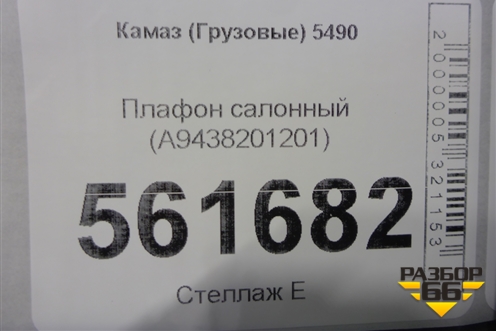 Камаз (Грузовые) 5490
Плафон салонный
(A9438201201)
561682
Стеллаж Е
2000005321153
РАЗБОР
66